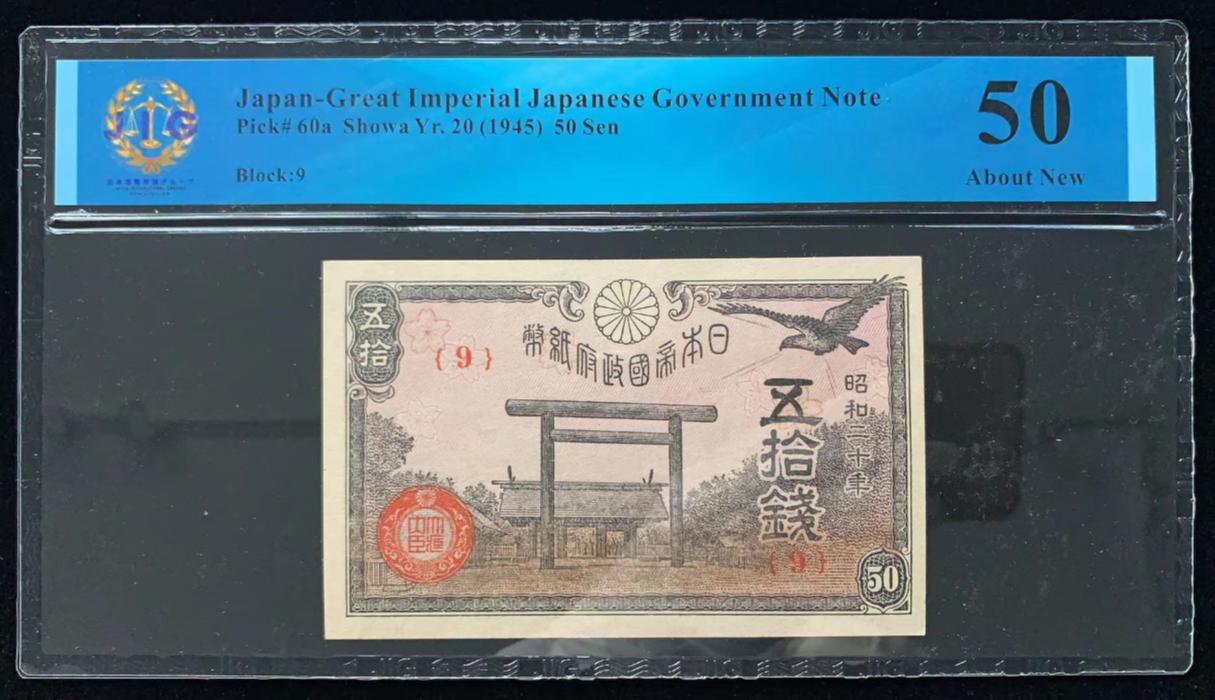 Japan-Great Imperial Japanese Government Note
Pick# 60a Showa Yr. 20 (1945) 50 Sen
Block:9
50
About New
JIG
五拾
{ 9 }
日本帝國政府紙幣
昭和二十年
五拾錢
{ 9 }
50